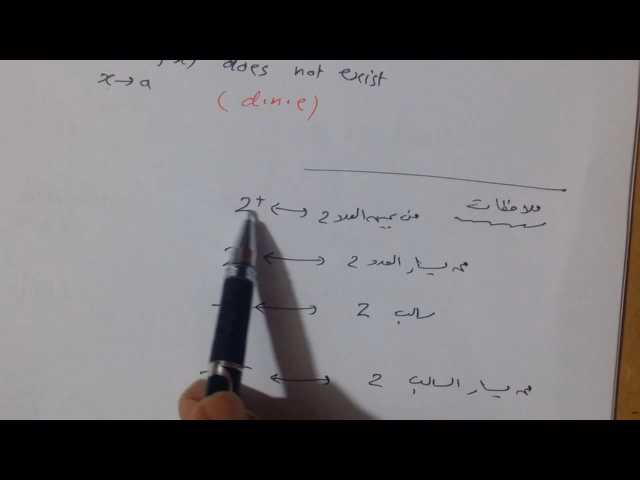 x) does not exist
x→a
(d.n.e)
ملاحظات
من يمين العدد 2 ↔ 2⁺
من يسار العدد 2 ↔
سالب 2 ↔
من يسار السالب 2 ↔